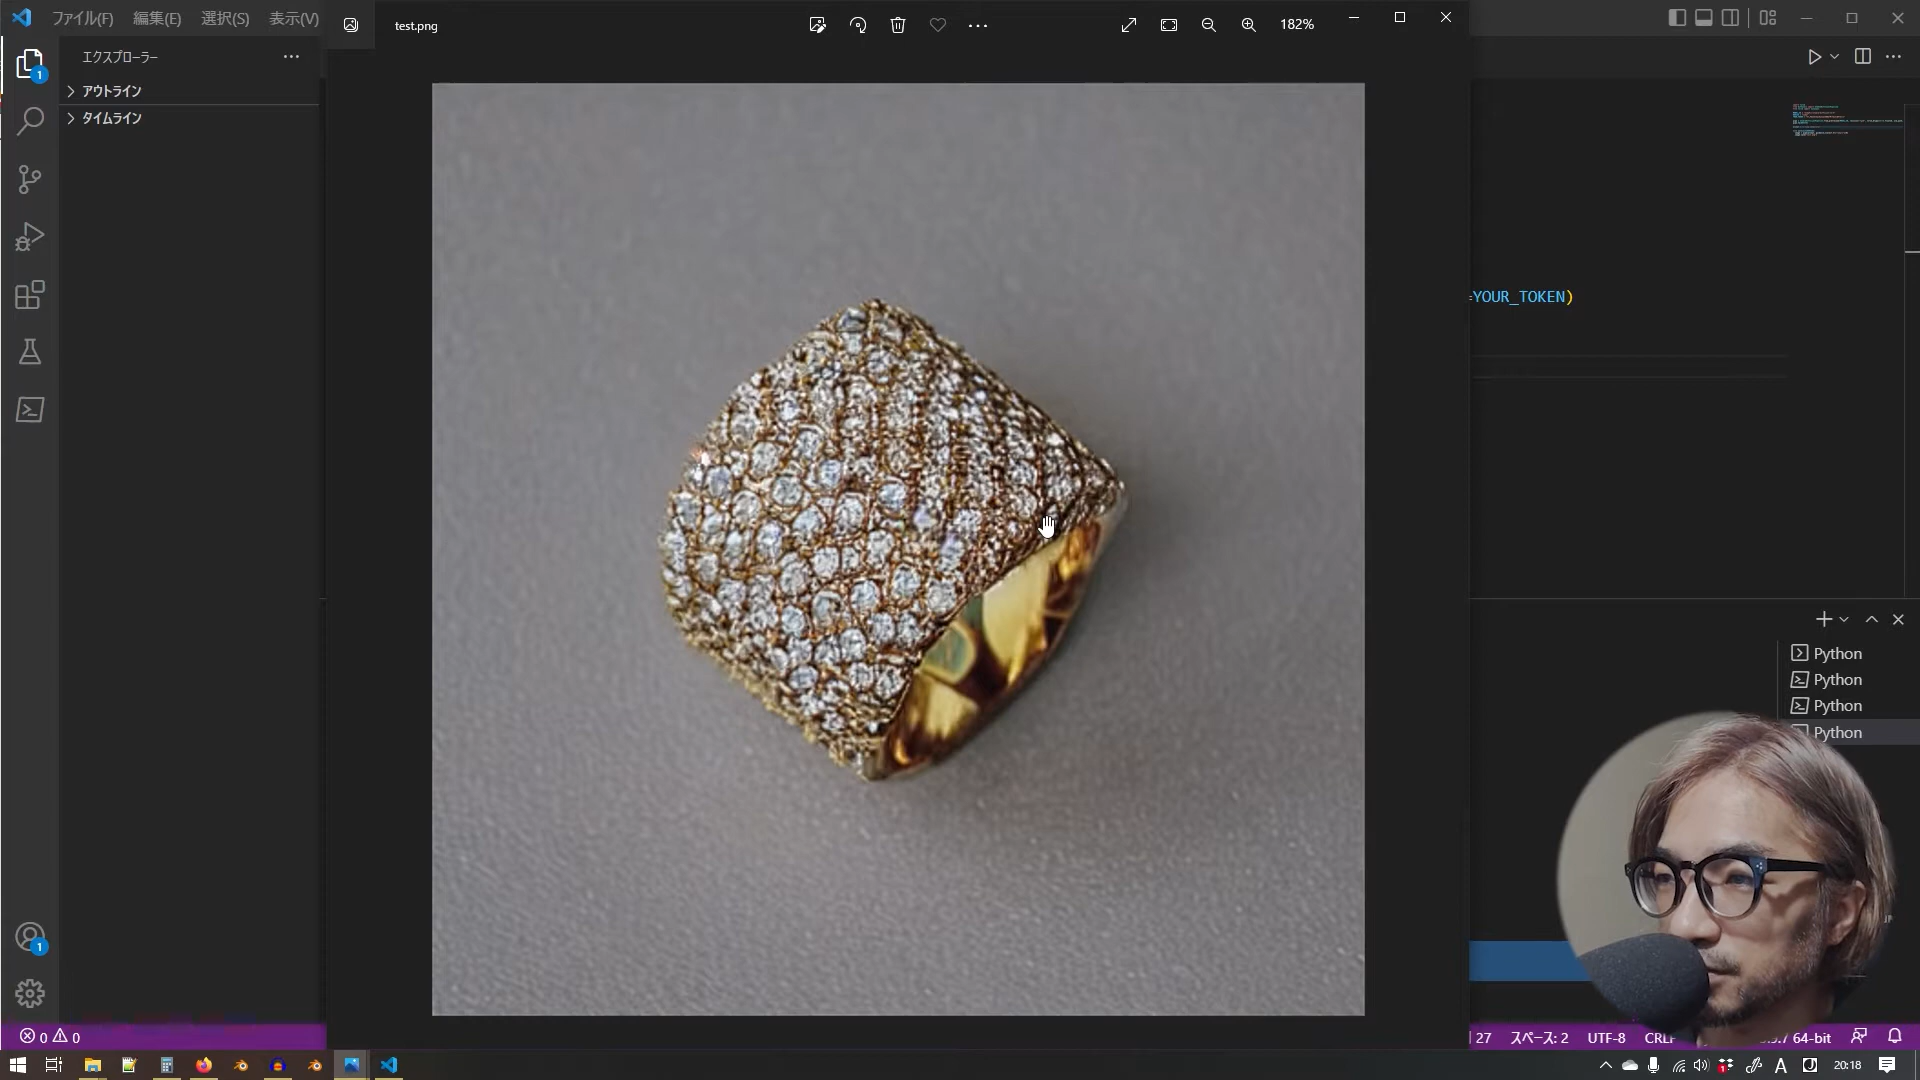 ファイル(F) 編集(E) 選択(S) 表示(V)
test.png
182%
エクスプローラー
アウトライン
タイムライン
1
=YOUR_TOKEN)
Python
Python
Python
Python
1
0 0
27 スペース: 2 UTF-8 64-bit
A
20:18